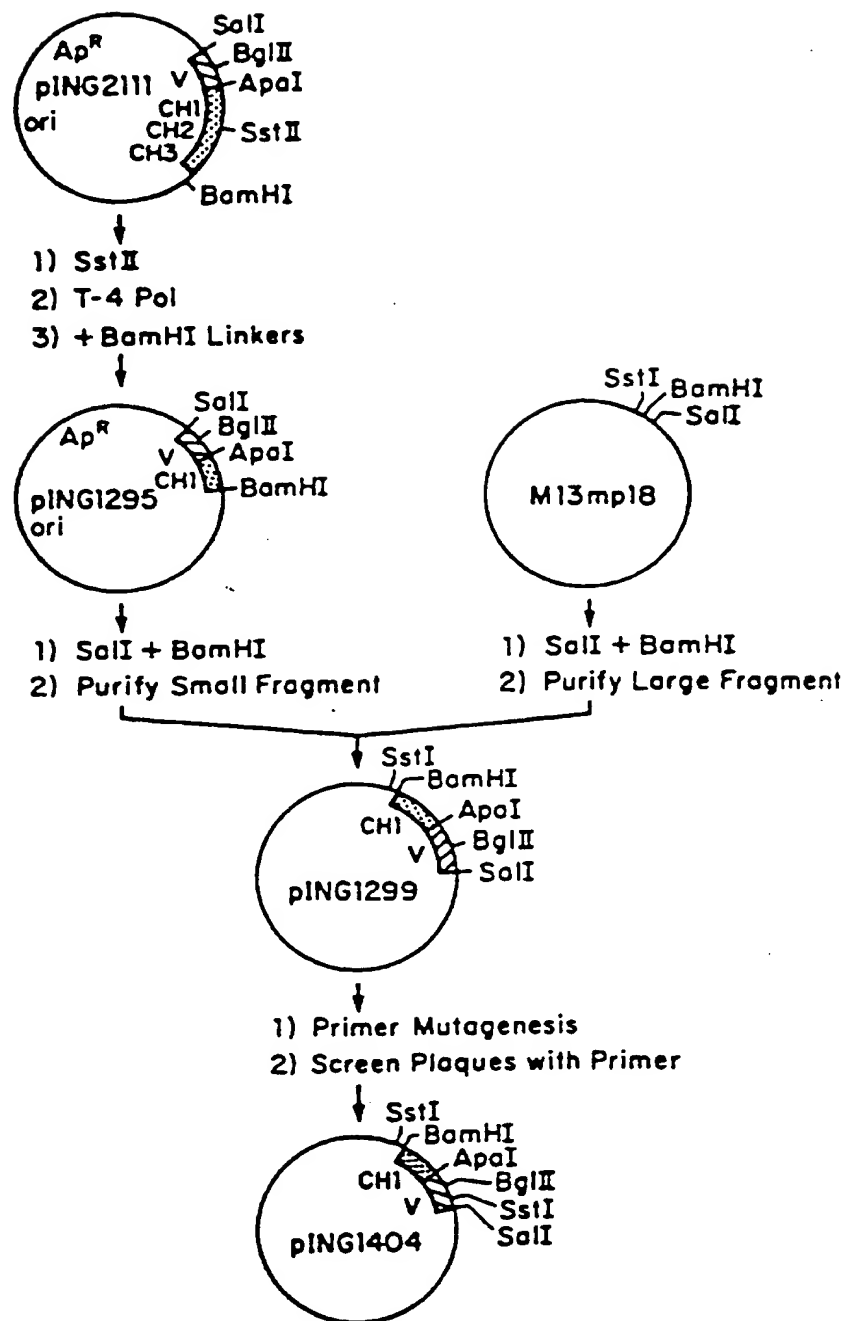 SalI
Ap^R
BglII
V
pING2111
ApaI
CH1
ori
CH2
SstII
CH3
BamHI
1) SstII
2) T-4 Pol
3) + BamHI Linkers
SalI
Ap^R
BglII
V
ApaI
CH1
BamHI
pING1295
ori
SstI
BamHI
SalI
M13mp18
1) SalI + BamHI
2) Purify Small Fragment
1) SalI + BamHI
2) Purify Large Fragment
SstI
BamHI
ApaI
CH1
BglII
V
SalI
pING1299
1) Primer Mutagenesis
2) Screen Plaques with Primer
SstI
BamHI
ApaI
CH1
BglII
V
SstI
SalI
pING1404